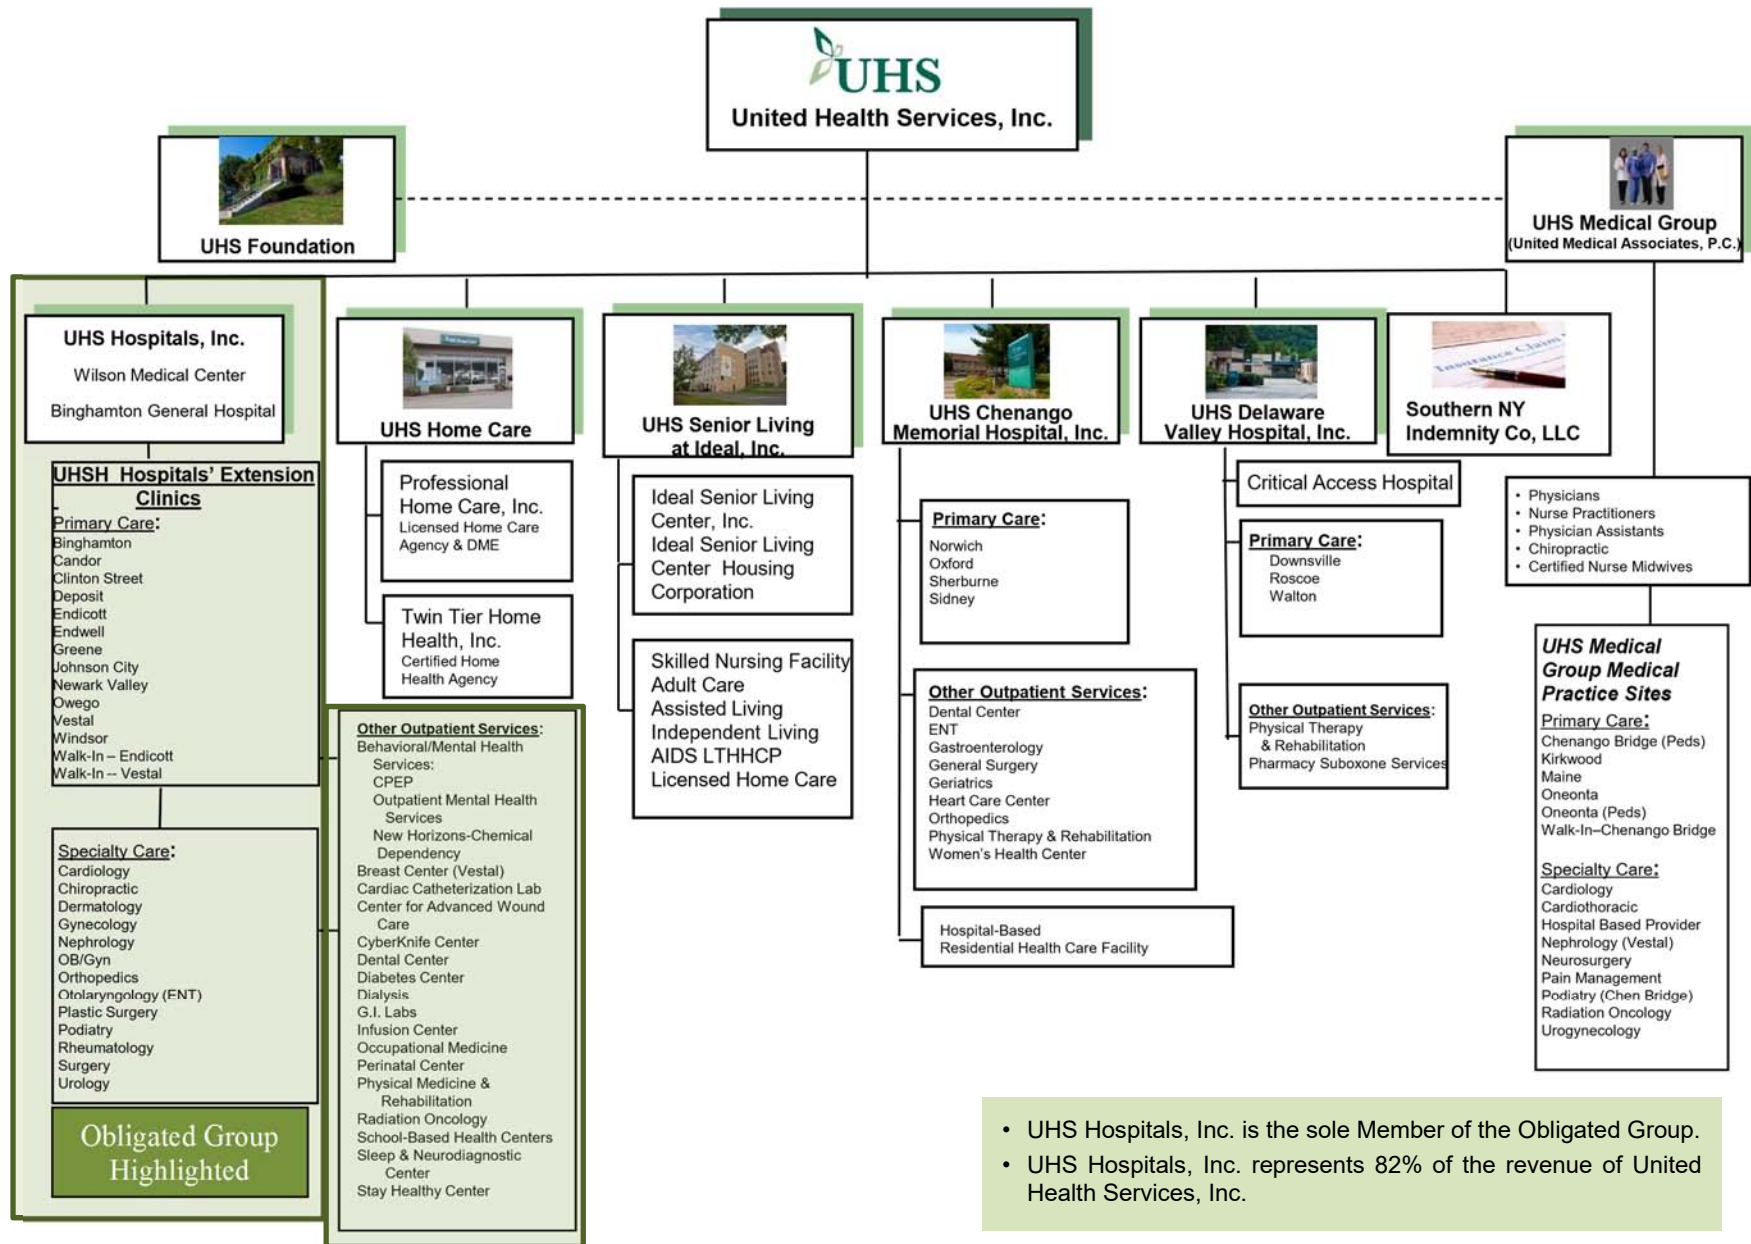 UHS
United Health Services, Inc.
UHS Foundation
UHS Medical Group
(United Medical Associates, P.C.)
UHS Hospitals, Inc.
Wilson Medical Center
Binghamton General Hospital
UHSH Hospitals’ Extension
Clinics
Primary Care:
Binghamton
Candor
Clinton Street
Deposit
Endicott
Endwell
Greene
Johnson City
Newark Valley
Owego
Vestal
Windsor
Walk-In – Endicott
Walk-In -- Vestal
Specialty Care:
Cardiology
Chiropractic
Dermatology
Gynecology
Nephrology
OB/Gyn
Orthopedics
Otolaryngology (ENT)
Plastic Surgery
Podiatry
Rheumatology
Surgery
Urology
Obligated Group
Highlighted
UHS Home Care
Professional
Home Care, Inc.
Licensed Home Care
Agency & DME
Twin Tier Home
Health, Inc.
Certified Home
Health Agency
Other Outpatient Services:
Behavioral/Mental Health
Services:
CPEP
Outpatient Mental Health
Services
New Horizons-Chemical
Dependency
Breast Center (Vestal)
Cardiac Catheterization Lab
Center for Advanced Wound
Care
CyberKnife Center
Dental Center
Diabetes Center
Dialysis
G.I. Labs
Infusion Center
Occupational Medicine
Perinatal Center
Physical Medicine &
Rehabilitation
Radiation Oncology
School-Based Health Centers
Sleep & Neurodiagnostic
Center
Stay Healthy Center
UHS Senior Living
at Ideal, Inc.
Ideal Senior Living
Center, Inc.
Ideal Senior Living
Center Housing
Corporation
Skilled Nursing Facility
Adult Care
Assisted Living
Independent Living
AIDS LTHHCP
Licensed Home Care
UHS Chenango
Memorial Hospital, Inc.
Primary Care:
Norwich
Oxford
Sherburne
Sidney
Other Outpatient Services:
Dental Center
ENT
Gastroenterology
General Surgery
Geriatrics
Heart Care Center
Orthopedics
Physical Therapy & Rehabilitation
Women’s Health Center
Hospital-Based
Residential Health Care Facility
UHS Delaware
Valley Hospital, Inc.
Critical Access Hospital
Primary Care:
Downsville
Roscoe
Walton
Other Outpatient Services:
Physical Therapy
& Rehabilitation
Pharmacy Suboxone Services
Insurance Claim
Southern NY
Indemnity Co, LLC
• Physicians
• Nurse Practitioners
• Physician Assistants
• Chiropractic
• Certified Nurse Midwives
UHS Medical
Group Medical
Practice Sites
Primary Care:
Chenango Bridge (Peds)
Kirkwood
Maine
Oneonta
Oneonta (Peds)
Walk-In–Chenango Bridge
Specialty Care:
Cardiology
Cardiothoracic
Hospital Based Provider
Nephrology (Vestal)
Neurosurgery
Pain Management
Podiatry (Chen Bridge)
Radiation Oncology
Urogynecology
• UHS Hospitals, Inc. is the sole Member of the Obligated Group.
• UHS Hospitals, Inc. represents 82% of the revenue of United
Health Services, Inc.